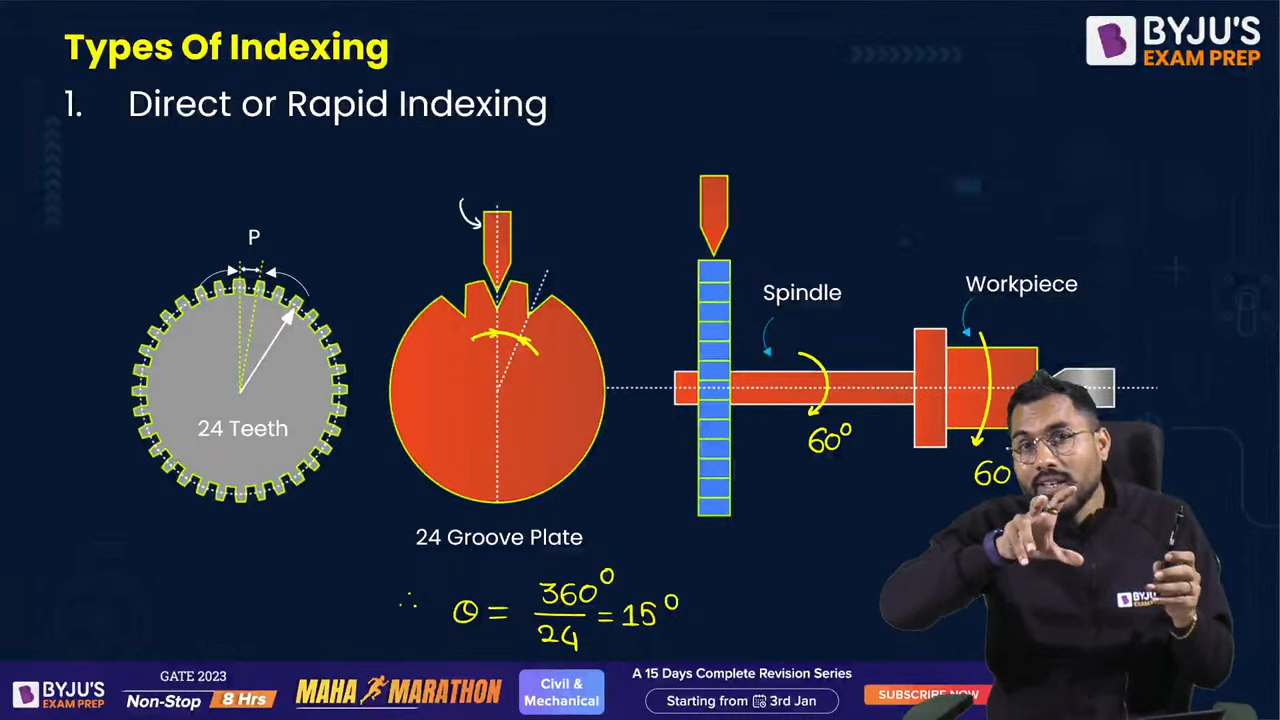 Types Of Indexing
BYJU'S
EXAM PREP
1. Direct or Rapid Indexing
P
Spindle
Workpiece
24 Teeth
60°
60
24 Groove Plate
∴ θ = 360°/24 = 15°
BYJU
BYJU'S
EXAM PREP
GATE 2023
Non-Stop 8 Hrs
MAHA MARATHON
Civil &
Mechanical
A 15 Days Complete Revision Series
Starting from 3rd Jan
SUBSCRIBE NOW